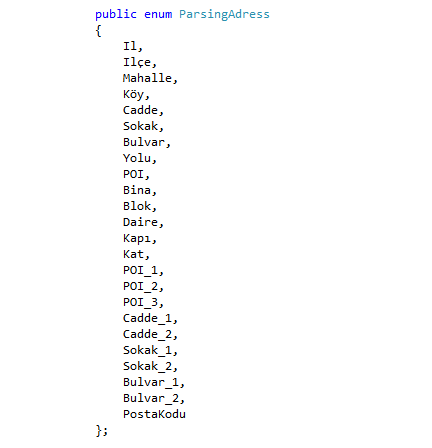 public enum ParsingAdress
{
Il,
Ilçe,
Mahalle,
Köy,
Cadde,
Sokak,
Bulvar,
Yolu,
POI,
Bina,
Blok,
Daire,
Kapı,
Kat,
POI_1,
POI_2,
POI_3,
Cadde_1,
Cadde_2,
Sokak_1,
Sokak_2,
Bulvar_1,
Bulvar_2,
PostaKodu
};